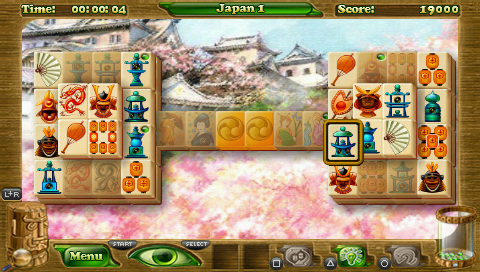 Time: 00:00:04
Japan 1
Score: 19000
L+R
Menu
START
SELECT